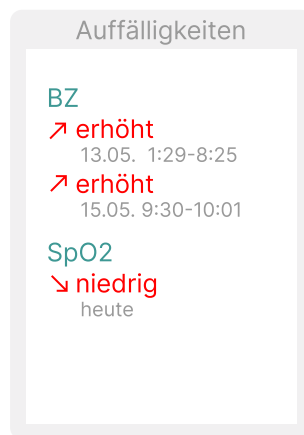 Auffälligkeiten
BZ
↗ erhöht
13.05. 1:29-8:25
↗ erhöht
15.05. 9:30-10:01
SpO2
↘ niedrig
heute